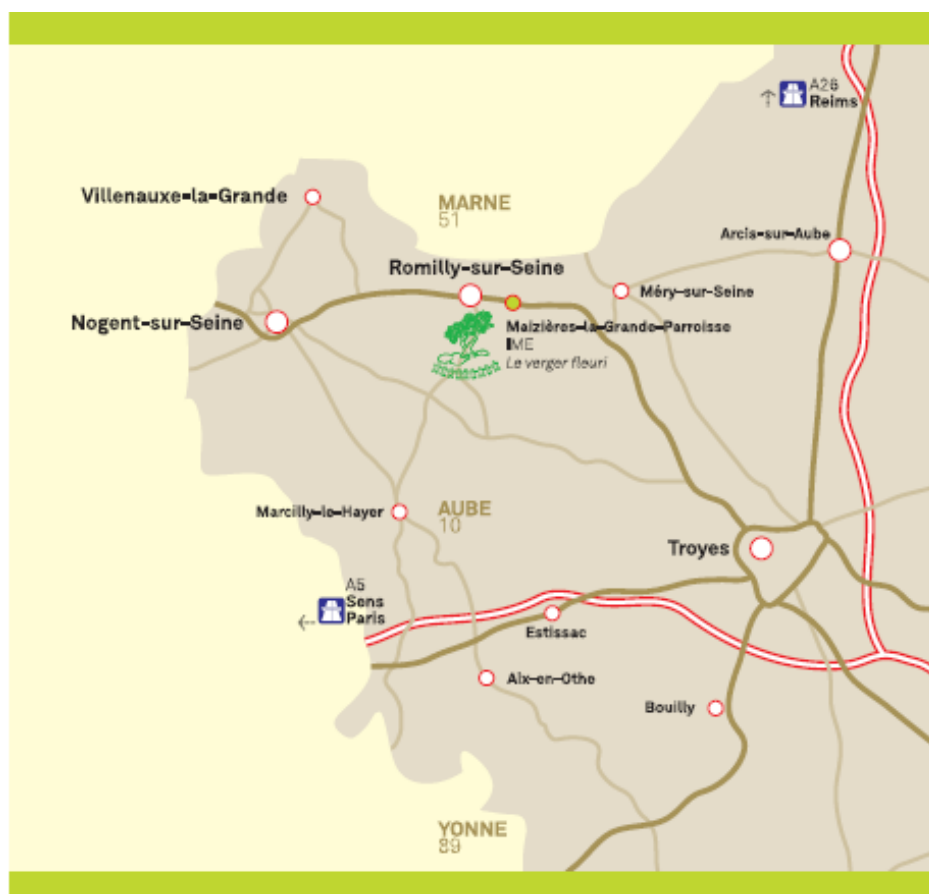 A26
Reims
Villenauxe-la-Grande
MARNE
51
Arcis-sur-Aube
Romilly-sur-Seine
Méry-sur-Seine
Nogent-sur-Seine
Maizières-la-Grande-Parroisse
IME
Le verger fleuri
Marcilly-le-Hayer
AUBE
10
Troyes
A5
Sens
Paris
Estissac
Aix-en-Othe
Bouilly
YONNE
89